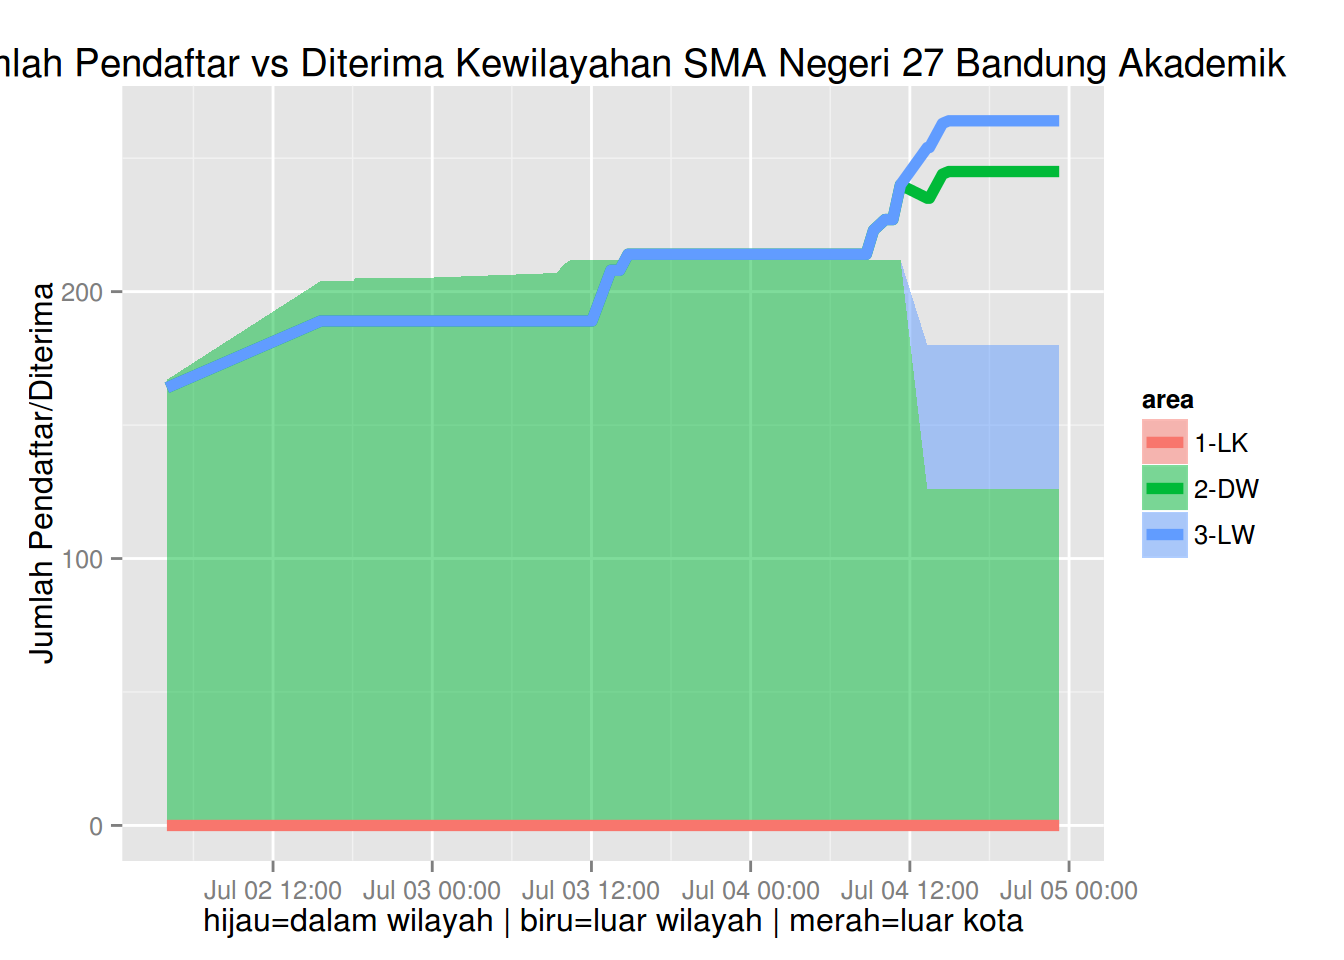 Pendaftar vs Diterima Kewilayahan SMA Negeri 27 Bandung Akademik
Jumlah Pendaftar/Diterima
200
100
0
Jul 02 12:00
Jul 03 00:00
Jul 03 12:00
Jul 04 00:00
Jul 04 12:00
Jul 05 00:00
hijau=dalam wilayah | biru=luar wilayah | merah=luar kota
area
1-LK
2-DW
3-LW